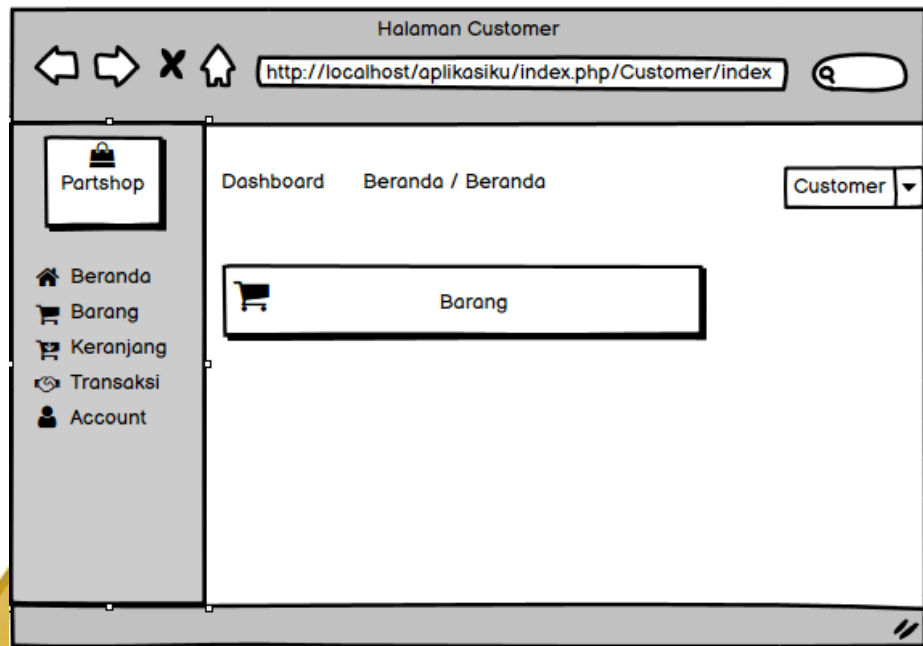 Halaman Customer
http://localhost/aplikasiku/index.php/Customer/index
Partshop
Dashboard Beranda / Beranda
Customer
Beranda
Barang
Keranjang
Transaksi
Account
Barang